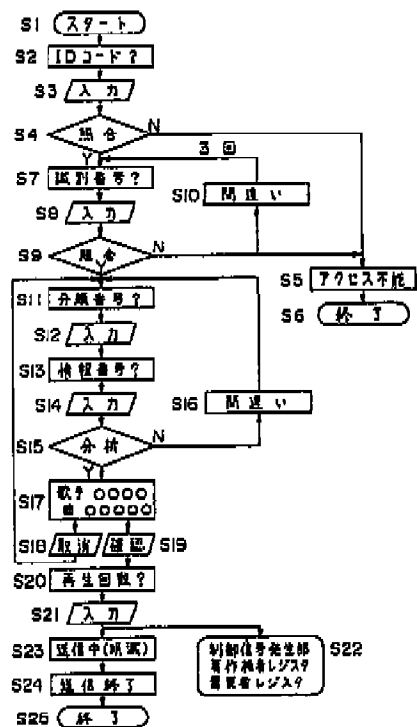 S1 スタート
S2 IDコード?
S3 入力
S4 照合 N
Y 3回
S7 識別番号?
S10 間違い
S8 入力
S9 照合 N
Y
S5 アクセス不能
S11 分類番号?
S6 終了
S12 入力
S13 情報番号?
S14 入力
S16 間違い
S15 分析 N
Y
S17 歌手 ○○○○
曲 ○○○○○
S18 取消 確認 S19
S20 再生回数?
S21 入力
S23 送信中(明滅)
制御信号発生部 S22
著作権者レジスタ
需要者レジスタ
S24 送信終了
S25 終了